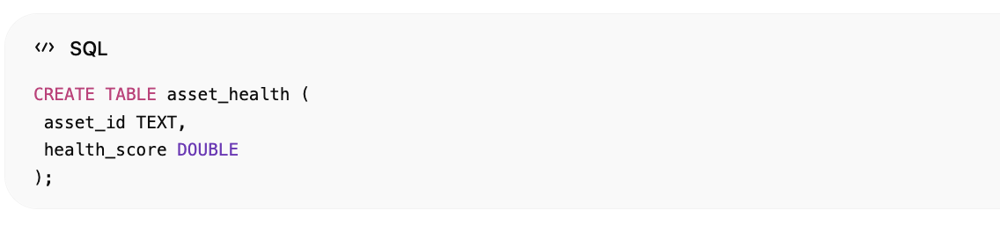 SQL
CREATE TABLE asset_health (
asset_id TEXT,
health_score DOUBLE
);